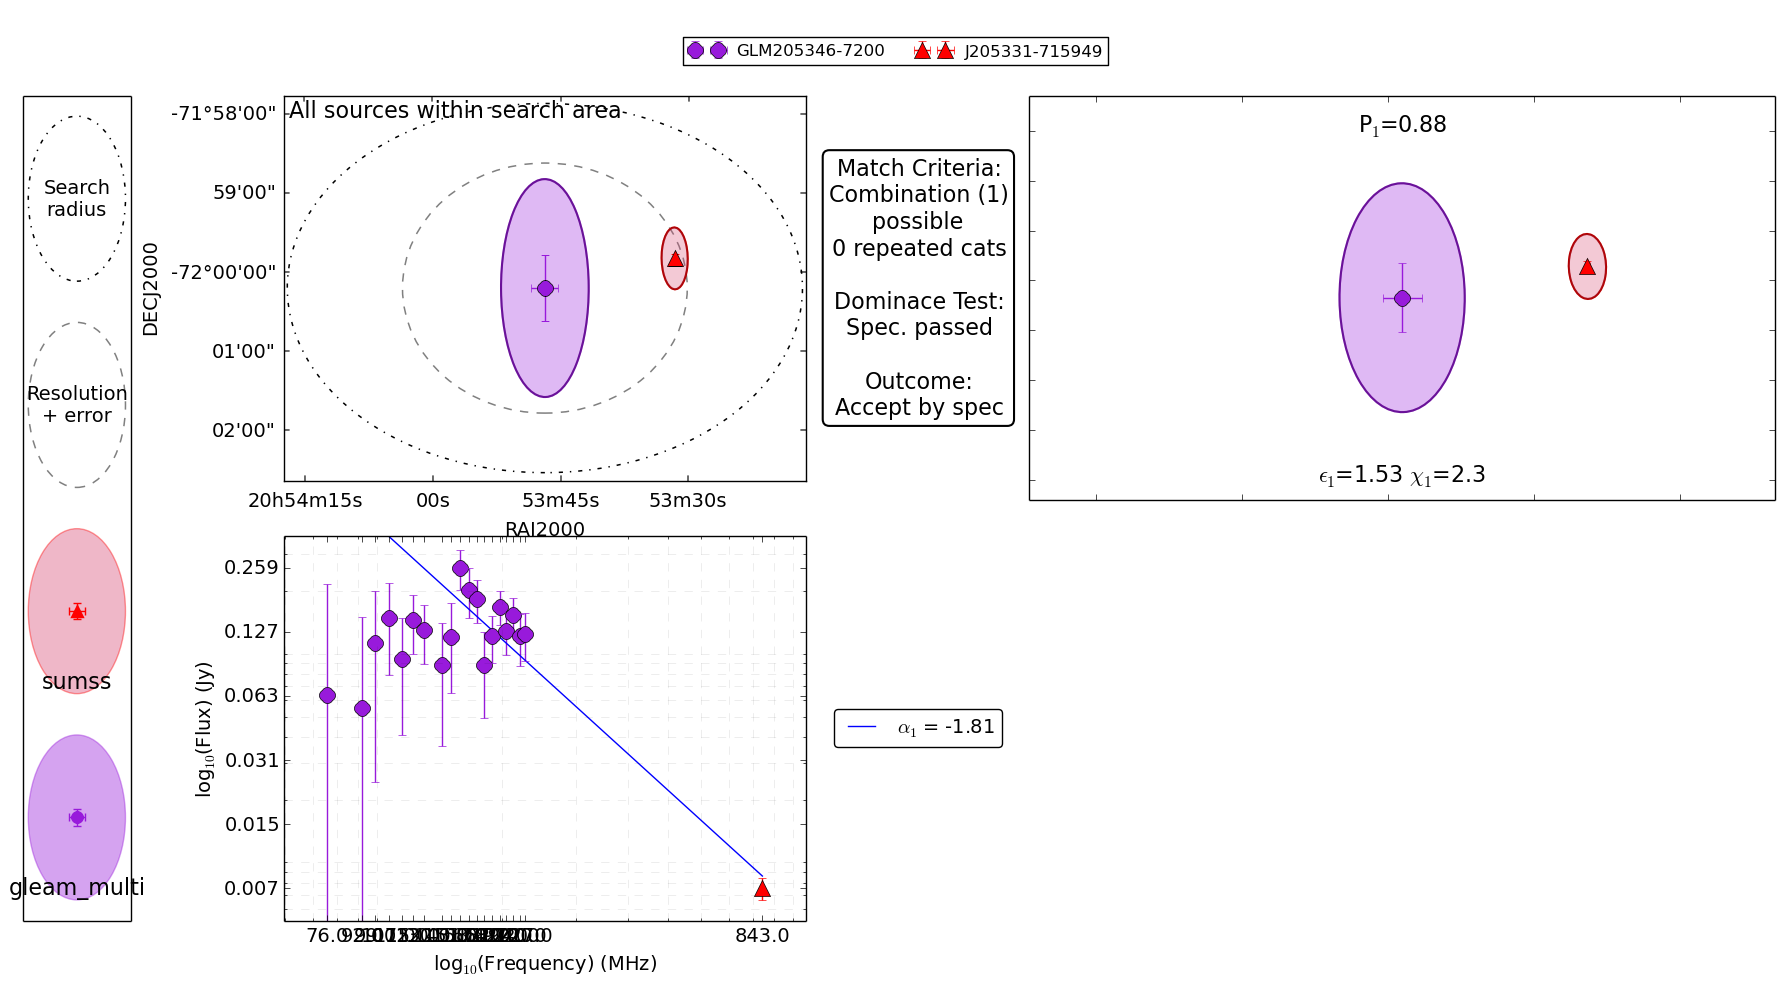 GLM205346-7200 J205331-715949
Search
radius
Resolution
+ error
sumss
gleam_multi
All sources within search area
-71°58'00"
59'00"
-72°00'00"
01'00"
02'00"
DECJ2000
20h54m15s 00s 53m45s 53m30s
RAJ2000
Match Criteria:
Combination (1)
possible
0 repeated cats
Dominace Test:
Spec. passed
Outcome:
Accept by spec
P1=0.88
ϵ1=1.53 χ1=2.3
0.259
0.127
0.063
0.031
0.015
0.007
log10(Flux) (Jy)
76.0 843.0
log10(Frequency) (MHz)
α1 = -1.81